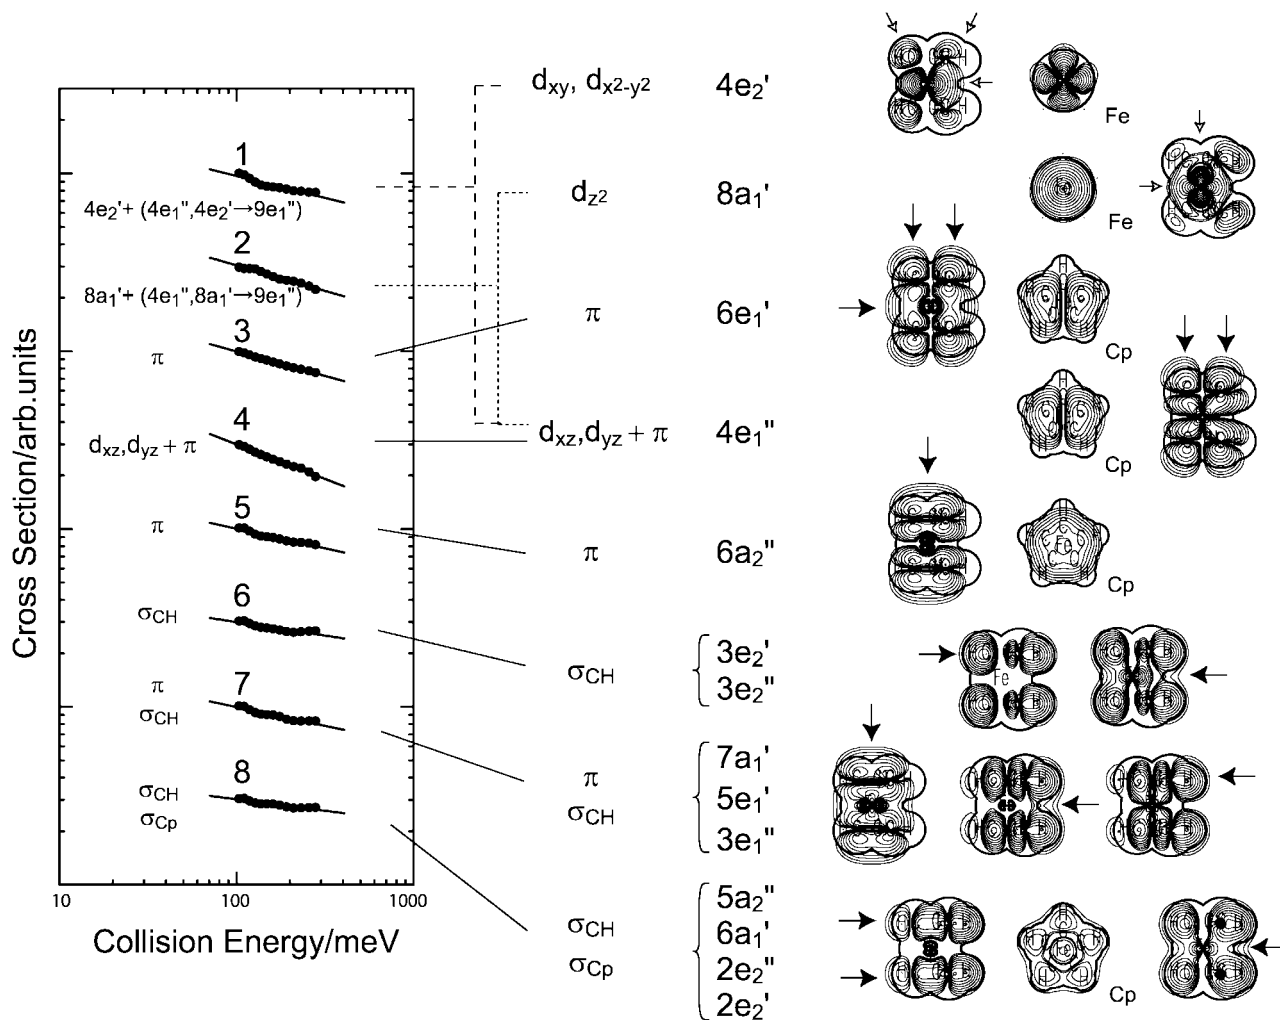 Cross Section/arb.units
1
4e₂'+ (4e₁",4e₂'→9e₁")
2
8a₁'+ (4e₁",8a₁'→9e₁")
3
π
4
dxz,dyz + π
5
π
6
σCH
7
π
σCH
8
σCH
σCp
10
100
1000
Collision Energy/meV
dxy, dx²-y²
4e₂'
Fe
dz²
8a₁'
Fe
π
6e₁'
Cp
dxz,dyz + π
4e₁"
Cp
π
6a₂"
Cp
σCH
3e₂'
3e₂"
Fe
π
σCH
7a₁'
5e₁'
3e₁"
σCH
σCp
5a₂"
6a₁'
2e₂"
2e₂'
Cp